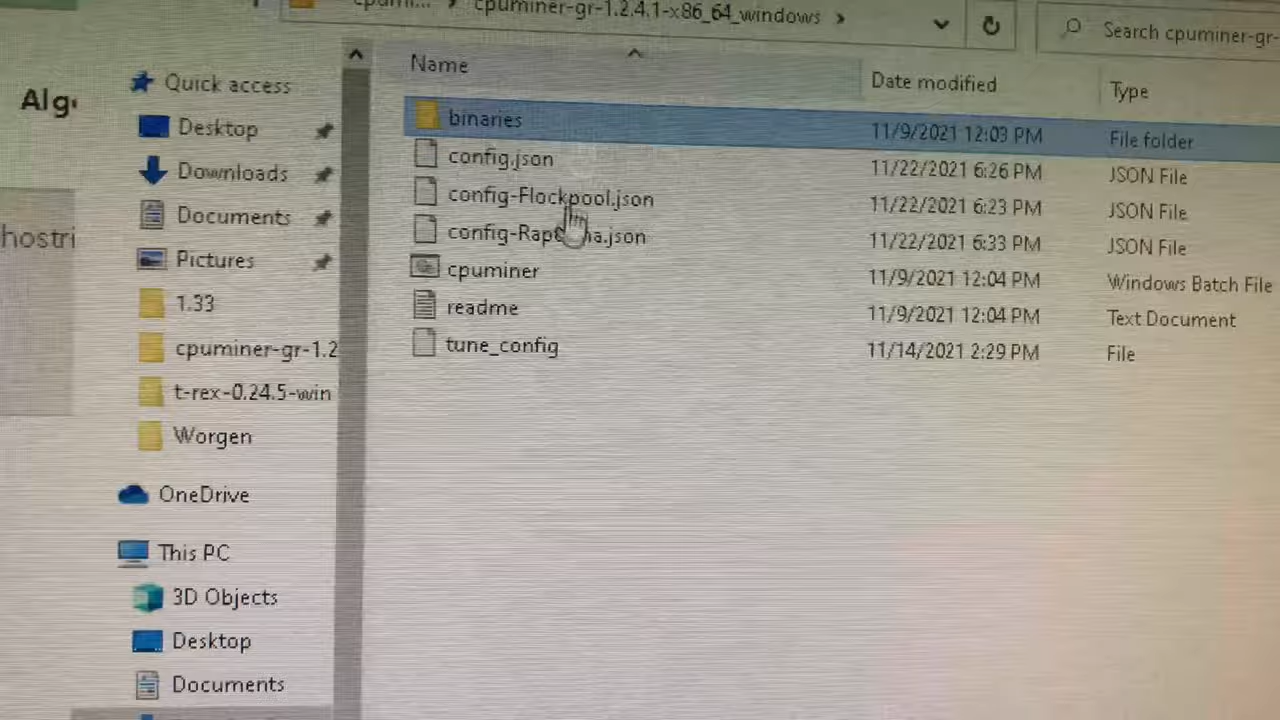 cpuminer-gr-1.2.4.1-x86_64_windows
Search cpuminer-gr-
Alg
hostri
Quick access
Desktop
Downloads
Documents
Pictures
1.33
cpuminer-gr-1.2
t-rex-0.24.5-win
Worgen
OneDrive
This PC
3D Objects
Desktop
Documents
Name Date modified Type
binaries 11/9/2021 12:03 PM File folder
config.json 11/22/2021 6:26 PM JSON File
config-Flockpool.json 11/22/2021 6:23 PM JSON File
config-Rap a.json 11/22/2021 6:33 PM JSON File
cpuminer 11/9/2021 12:04 PM Windows Batch File
readme 11/9/2021 12:04 PM Text Document
tune_config 11/14/2021 2:29 PM File